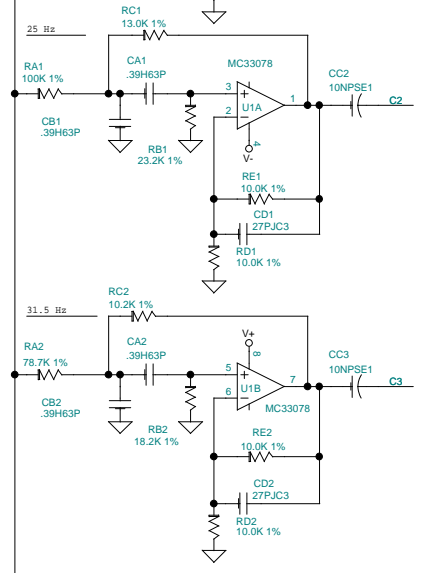 RC1
13.0K 1%
25 Hz
RA1
100K 1%
CA1
.39H63P
MC33078
3
+
U1A
2
−
1
4
V-
CC2
10NPSE1
C2
CB1
.39H63P
RB1
23.2K 1%
RE1
10.0K 1%
CD1
27PJC3
RD1
10.0K 1%
31.5 Hz
RC2
10.2K 1%
RA2
78.7K 1%
CA2
.39H63P
V+
8
5
+
U1B
6
−
7
MC33078
CC3
10NPSE1
C3
CB2
.39H63P
RB2
18.2K 1%
RE2
10.0K 1%
CD2
27PJC3
RD2
10.0K 1%